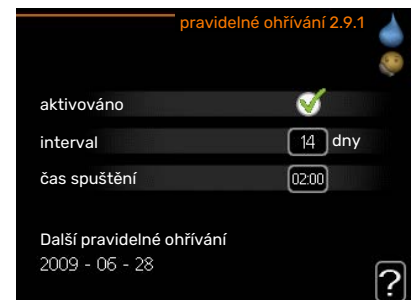 pravidelné ohřívání 2.9.1
aktivováno
interval 14 dny
čas spuštění 02:00
Další pravidelné ohřívání
2009 - 06 - 28
?